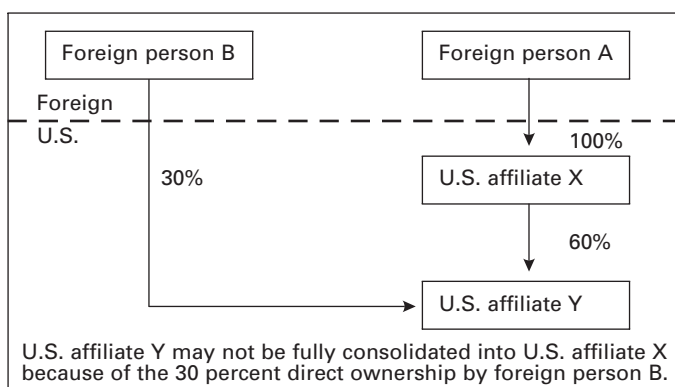 Foreign person B
Foreign person A
Foreign
U.S.
100%
30%
U.S. affiliate X
60%
U.S. affiliate Y
U.S. affiliate Y may not be fully consolidated into U.S. affiliate X
because of the 30 percent direct ownership by foreign person B.